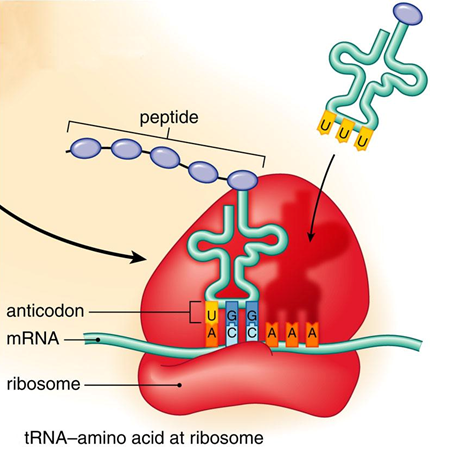 peptide
U U U
anticodon
U G G
mRNA
A C C A A A
ribosome
tRNA–amino acid at ribosome